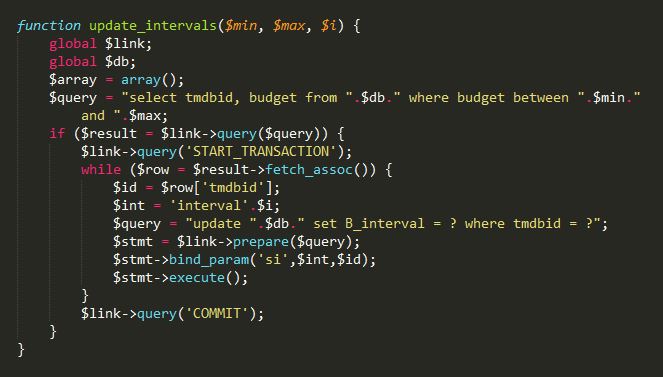 function update_intervals($min, $max, $i) {
    global $link;
    global $db;
    $array = array();
    $query = "select tmdbid, budget from ".$db." where budget between ".$min."
        and ".$max;
    if ($result = $link->query($query)) {
        $link->query('START_TRANSACTION');
        while ($row = $result->fetch_assoc()) {
            $id = $row['tmdbid'];
            $int = 'interval'.$i;
            $query = "update ".$db." set B_interval = ? where tmdbid = ?";
            $stmt = $link->prepare($query);
            $stmt->bind_param('si',$int,$id);
            $stmt->execute();
        }
        $link->query('COMMIT');
    }
}